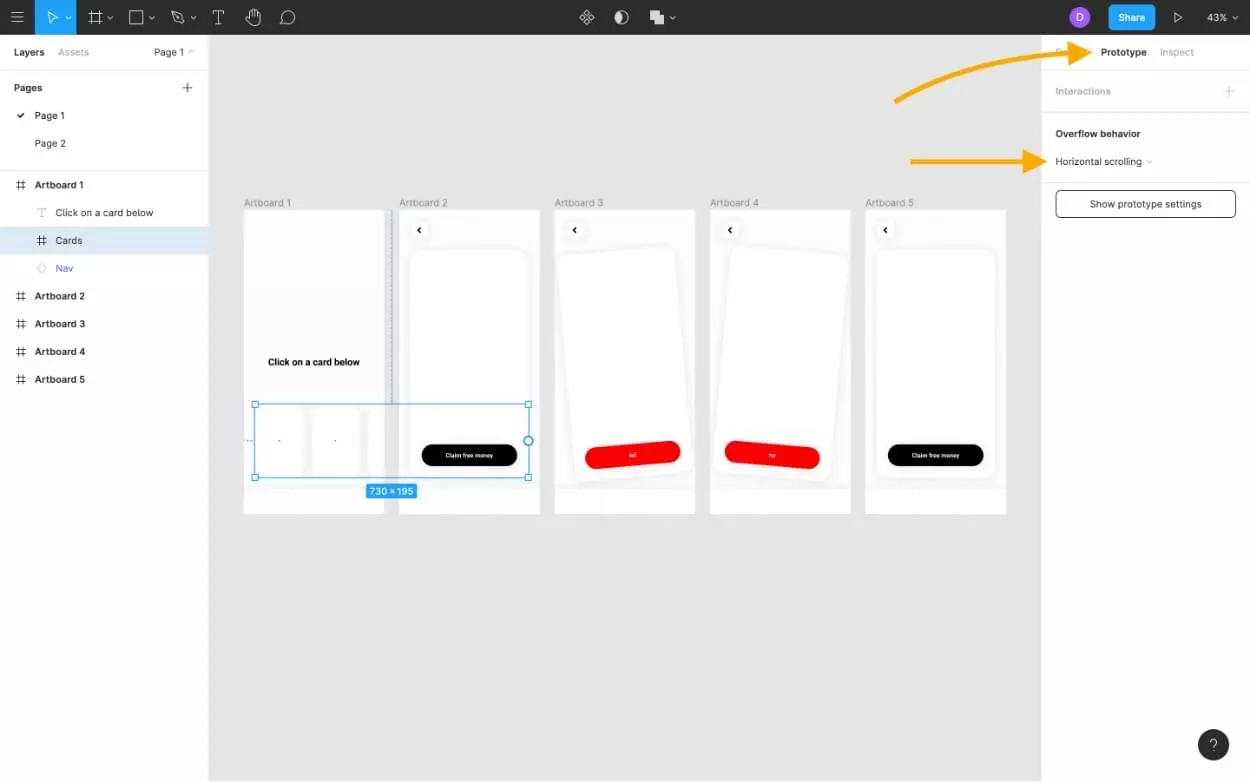 D
Share
43%
Layers
Assets
Page 1
Prototype
Inspect
Pages
Page 1
Page 2
Interactions
Overflow behavior
Horizontal scrolling
Show prototype settings
Artboard 1
Click on a card below
Cards
Nav
Artboard 2
Artboard 3
Artboard 4
Artboard 5
Artboard 1
Artboard 2
Artboard 3
Artboard 4
Artboard 5
Click on a card below
Claim free money
lol
Claim free money
730 × 195
?